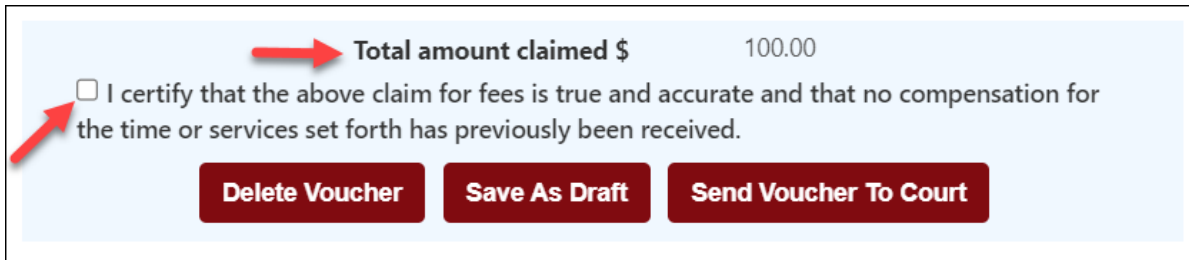 Total amount claimed $ 100.00
I certify that the above claim for fees is true and accurate and that no compensation for
the time or services set forth has previously been received.
Delete Voucher Save As Draft Send Voucher To Court